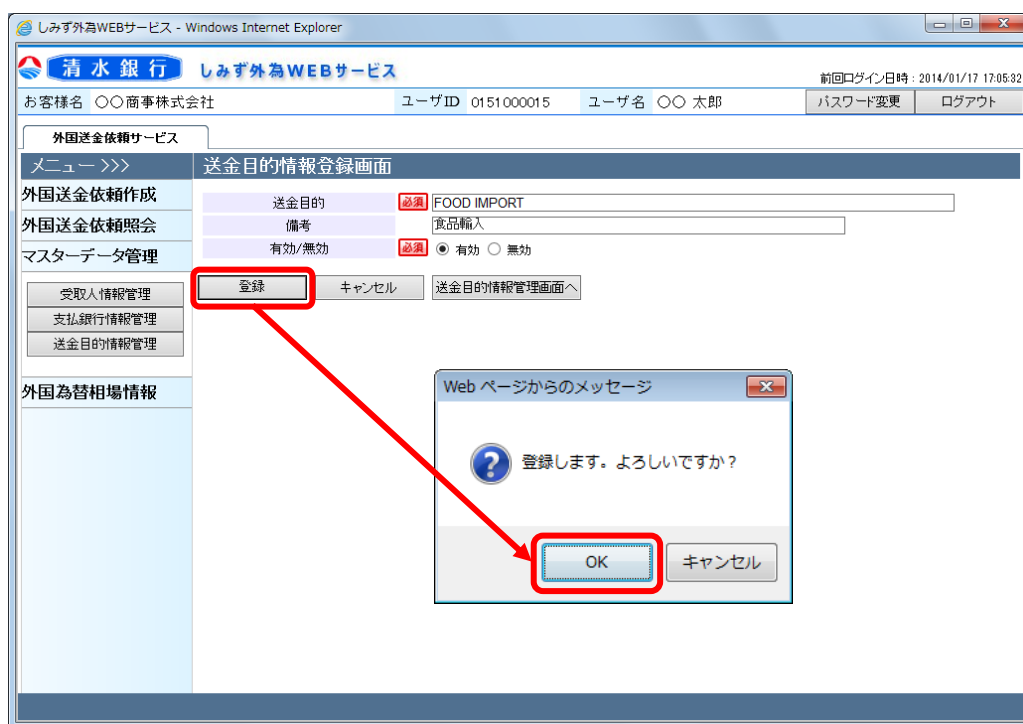 しみず外為WEBサービス - Windows Internet Explorer
清水銀行 しみず外為WEBサービス
前回ログイン日時 : 2014/01/17 17:05:32
お客様名 〇〇商事株式会社 ユーザID 0151000015 ユーザ名 〇〇 太郎 パスワード変更 ログアウト
外国送金依頼サービス
メニュー >>> 送金目的情報登録画面
外国送金依頼作成
送金目的 必須 FOOD IMPORT
外国送金依頼照会
備考 食品輸入
マスターデータ管理
有効/無効 必須 有効 無効
登録 キャンセル 送金目的情報管理画面へ
受取人情報管理
支払銀行情報管理
送金目的情報管理
外国為替相場情報
Web ページからのメッセージ
登録します。よろしいですか?
OK キャンセル